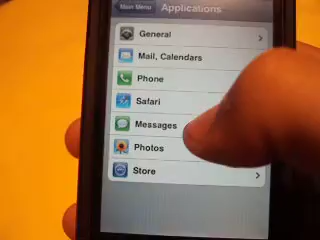 Main Menu Applications
General
Mail, Calendars
Phone
Safari
Messages
Photos
Store